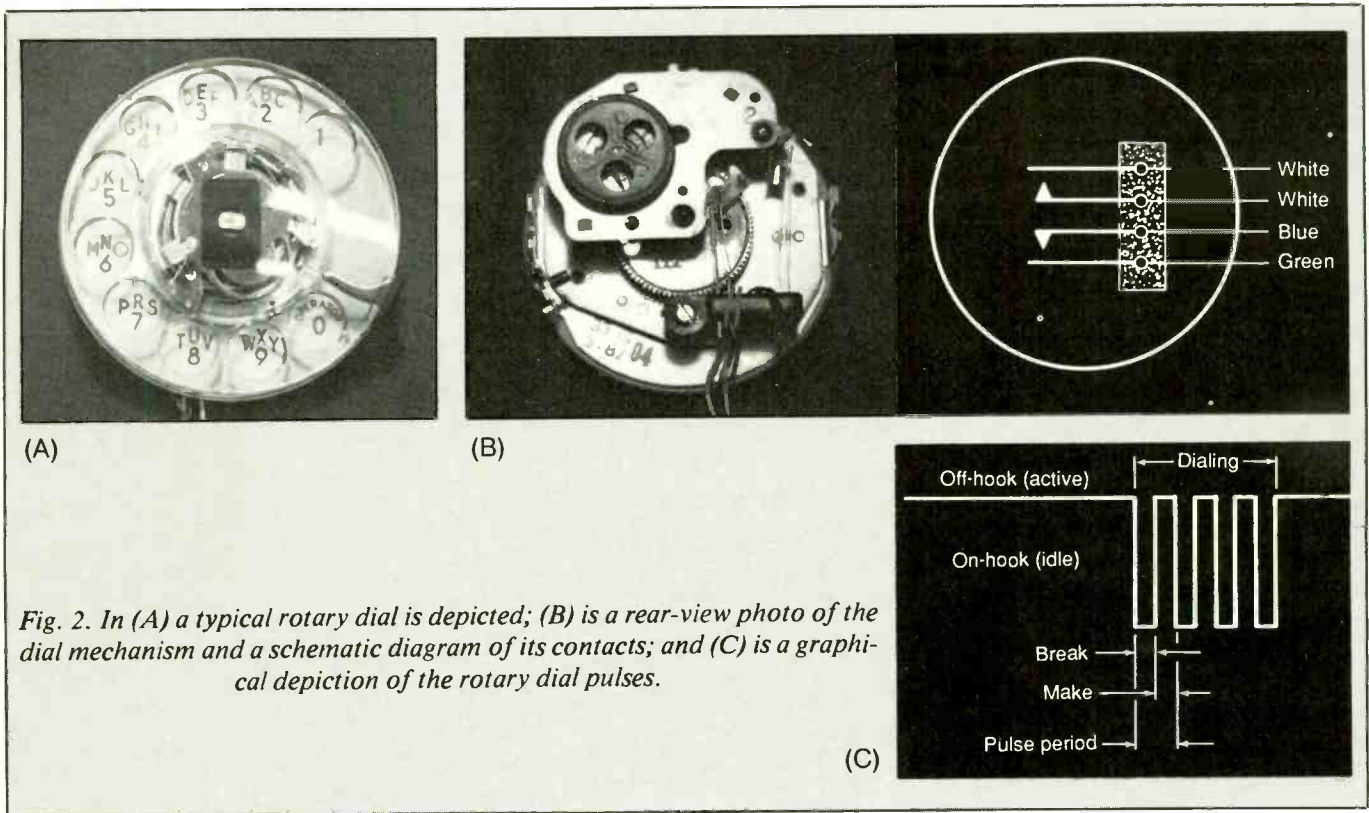 ABC
2
1
DEF
3
GHI
4
JKL
5
MNO
6
PRS
7
TUV
8
WXY
9
0
(A)
(B)
White
White
Blue
Green
Dialing
Off-hook (active)
On-hook (idle)
Break
Make
Pulse period
(C)
Fig. 2. In (A) a typical rotary dial is depicted; (B) is a rear-view photo of the
dial mechanism and a schematic diagram of its contacts; and (C) is a graphi-
cal depiction of the rotary dial pulses.